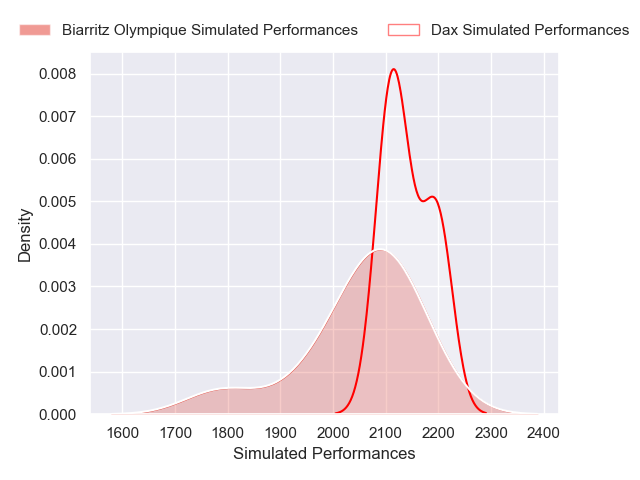 Biarritz Olympique Simulated Performances
Dax Simulated Performances
0.008
0.007
0.006
0.005
0.004
0.003
0.002
0.001
0.000
Density
1600 1700 1800 1900 2000 2100 2200 2300 2400
Simulated Performances